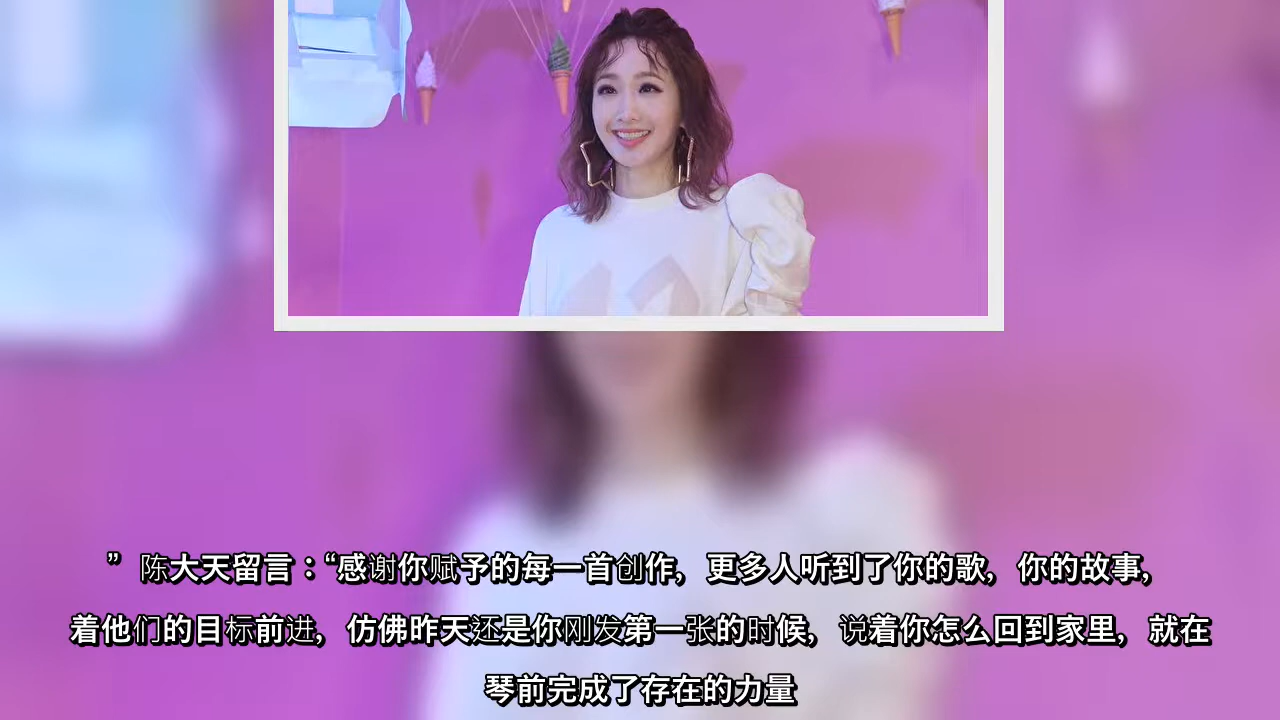 ”陈大天留言：“感谢你赋予的每一首创作，更多人听到了你的歌，你的故事，
着他们的目标前进，仿佛昨天还是你刚发第一张的时候，说着你怎么回到家里，就在
琴前完成了存在的力量